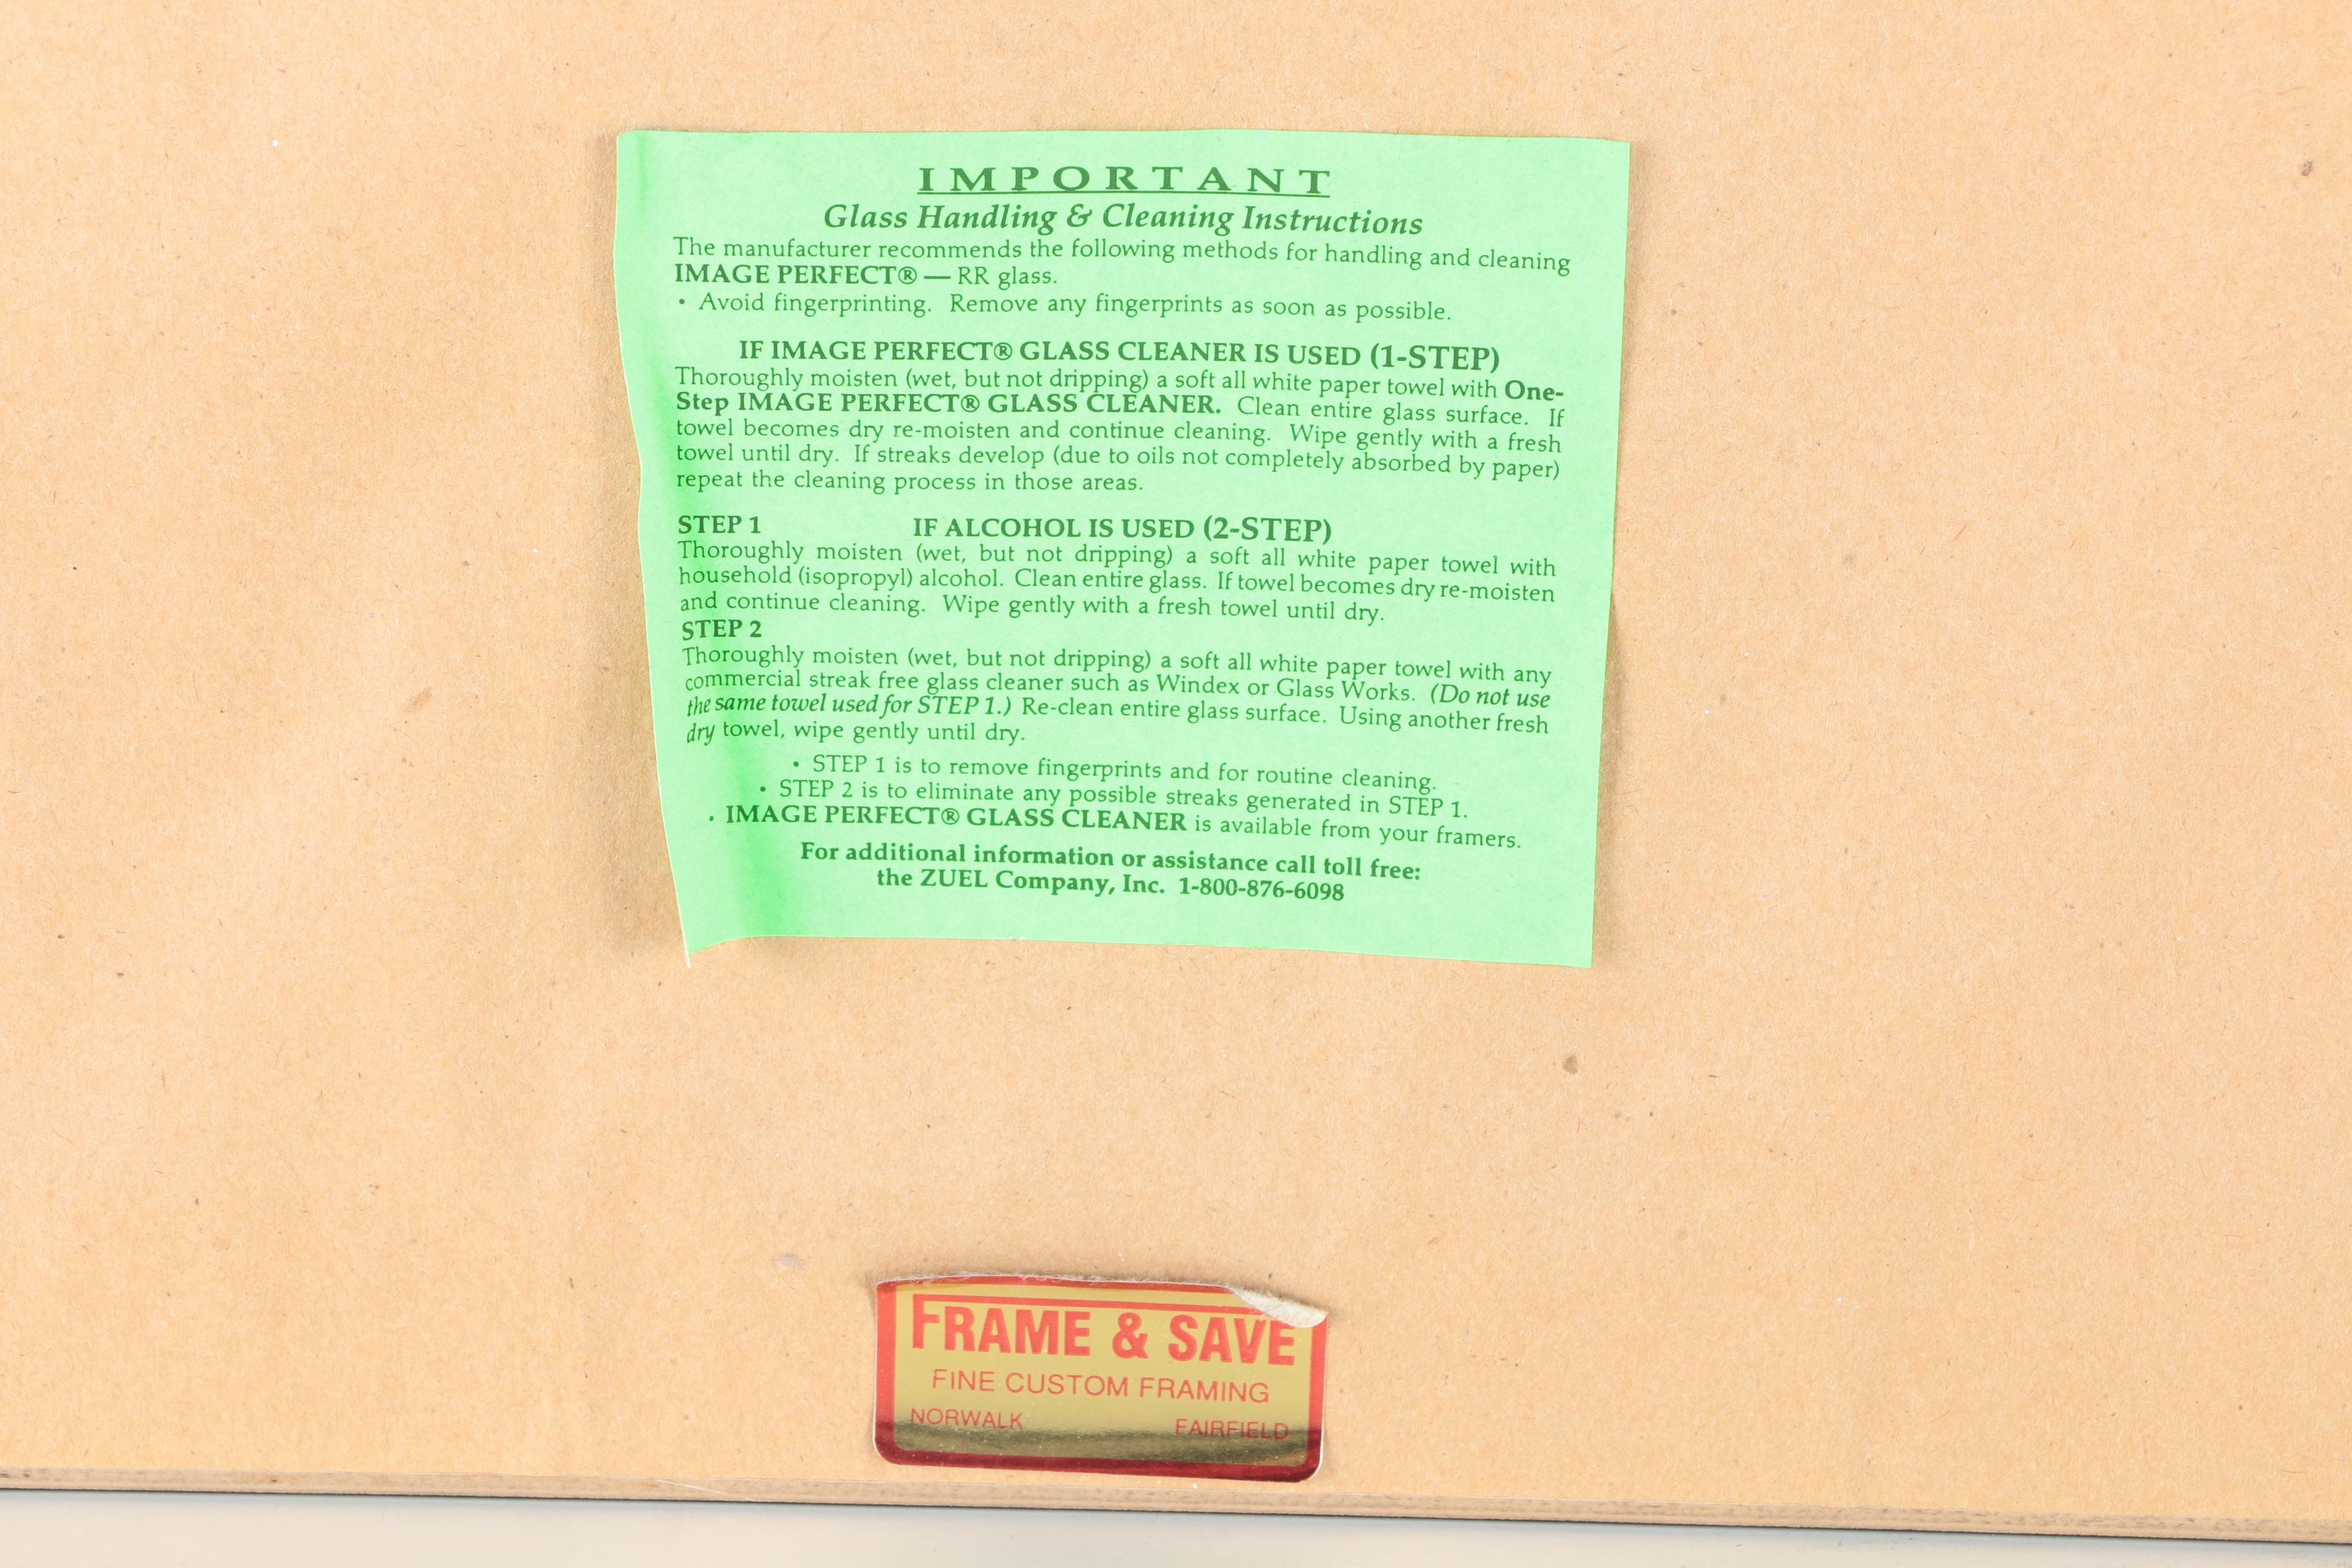 IMPORTANT
Glass Handling & Cleaning Instructions
The manufacturer recommends the following methods for handling and cleaning
IMAGE PERFECT® — RR glass.
• Avoid fingerprinting. Remove any fingerprints as soon as possible.
IF IMAGE PERFECT® GLASS CLEANER IS USED (1-STEP)
Thoroughly moisten (wet, but not dripping) a soft all white paper towel with One-
Step IMAGE PERFECT® GLASS CLEANER. Clean entire glass surface. If
towel becomes dry re-moisten and continue cleaning. Wipe gently with a fresh
towel until dry. If streaks develop (due to oils not completely absorbed by paper)
repeat the cleaning process in those areas.
STEP 1 IF ALCOHOL IS USED (2-STEP)
Thoroughly moisten (wet, but not dripping) a soft all white paper towel with
household (isopropyl) alcohol. Clean entire glass. If towel becomes dry re-moisten
and continue cleaning. Wipe gently with a fresh towel until dry.
STEP 2
Thoroughly moisten (wet, but not dripping) a soft all white paper towel with any
commercial streak free glass cleaner such as Windex or Glass Works. (Do not use
the same towel used for STEP 1.) Re-clean entire glass surface. Using another fresh
dry towel, wipe gently until dry.
• STEP 1 is to remove fingerprints and for routine cleaning.
• STEP 2 is to eliminate any possible streaks generated in STEP 1.
• IMAGE PERFECT® GLASS CLEANER is available from your framers.
For additional information or assistance call toll free:
the ZUEL Company, Inc. 1-800-876-6098
FRAME & SAVE
FINE CUSTOM FRAMING
NORWALK FAIRFIELD